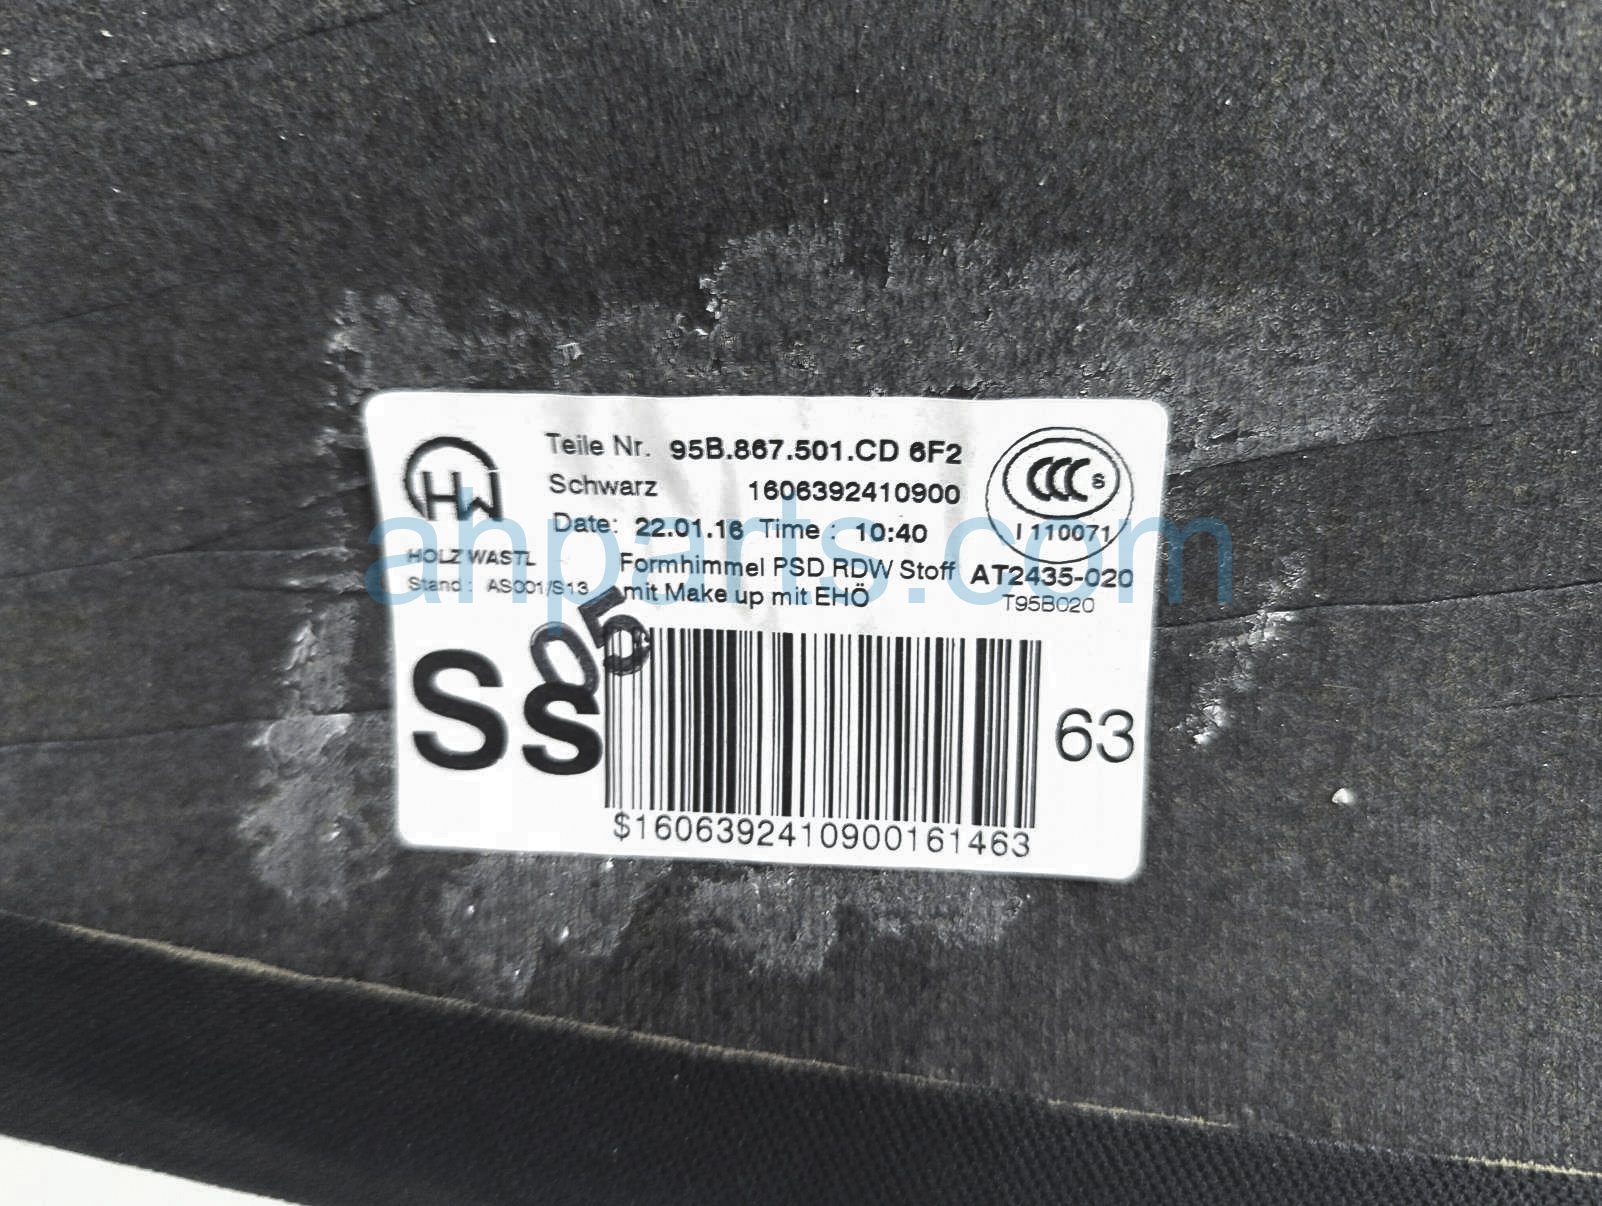 HW
HOLZ WASTL
Stand : AS001/S13
Teile Nr. 95B.867.501.CD 6F2
Schwarz 1606392410900
Date: 22.01.16 Time : 10:40
Formhimmel PSD RDW Stoff
mit Make up mit EHÖ
CCC S
I 110071
AT2435-020
T95B020
05
Ss
63
$1606392410900161463
ahparts.com